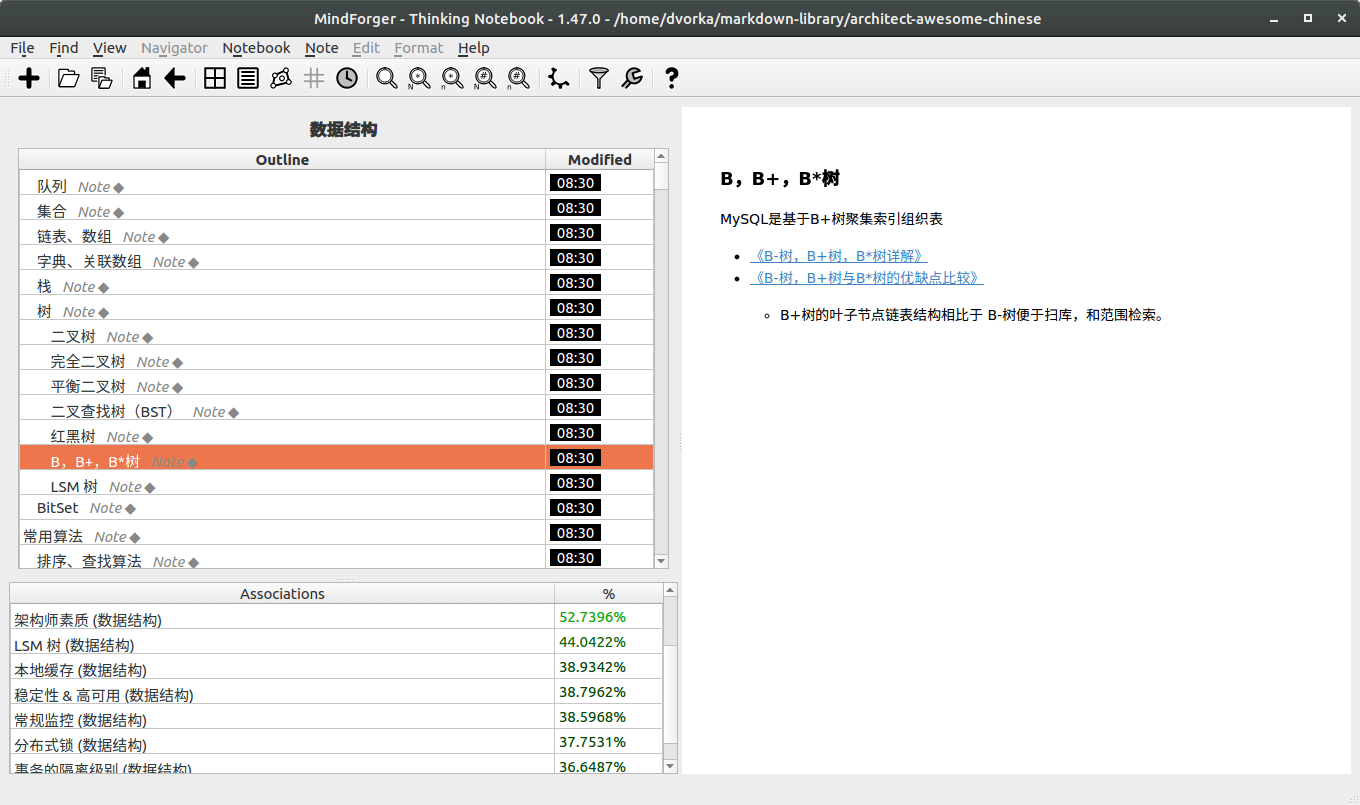 MindForger - Thinking Notebook - 1.47.0 - /home/dvorka/markdown-library/architect-awesome-chinese
File Find View Navigator Notebook Note Edit Format Help
数据结构
Outline Modified
队列 Note ◆ 08:30
集合 Note ◆ 08:30
链表、数组 Note ◆ 08:30
字典、关联数组 Note ◆ 08:30
栈 Note ◆ 08:30
树 Note ◆ 08:30
二叉树 Note ◆ 08:30
完全二叉树 Note ◆ 08:30
平衡二叉树 Note ◆ 08:30
二叉查找树（BST） Note ◆ 08:30
红黑树 Note ◆ 08:30
B，B+，B*树 Note ◆ 08:30
LSM 树 Note ◆ 08:30
BitSet Note ◆ 08:30
常用算法 Note ◆ 08:30
排序、查找算法 Note ◆ 08:30
Associations %
架构师素质 (数据结构) 52.7396%
LSM 树 (数据结构) 44.0422%
本地缓存 (数据结构) 38.9342%
稳定性 & 高可用 (数据结构) 38.7962%
常规监控 (数据结构) 38.5968%
分布式锁 (数据结构) 37.7531%
事务的隔离级别 (数据结构) 36.6487%
B，B+，B*树
MySQL是基于B+树聚集索引组织表
《B-树，B+树，B*树详解》
《B-树，B+树与B*树的优缺点比较》
B+树的叶子节点链表结构相比于 B-树便于扫库，和范围检索。